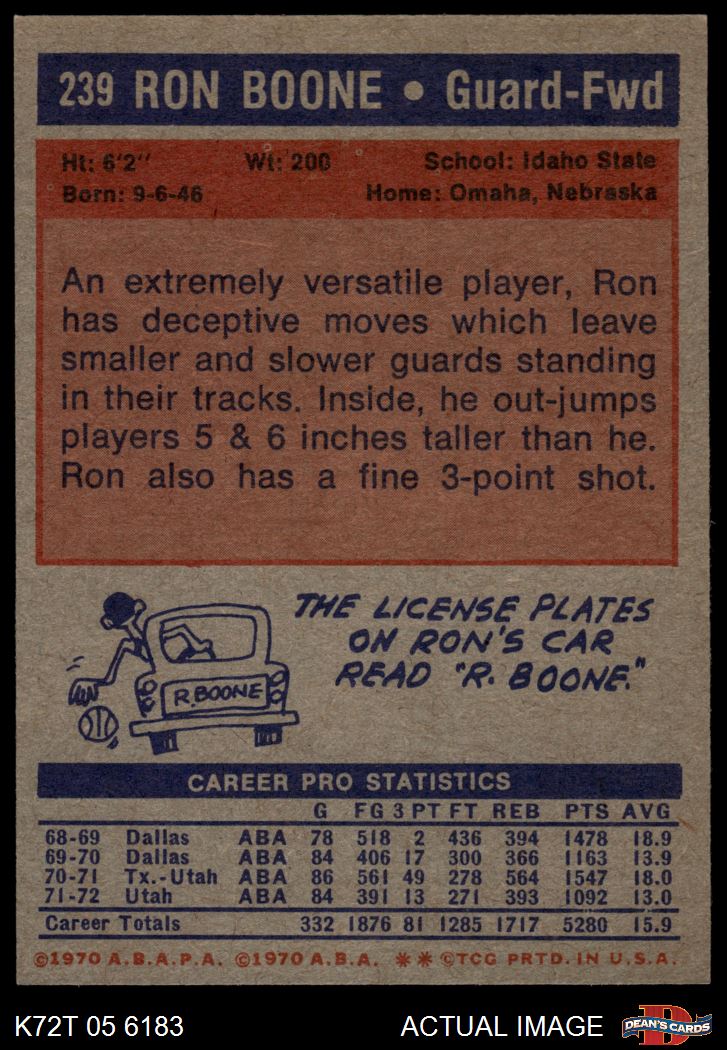 239 RON BOONE • Guard-Fwd
Ht: 6'2" Wt: 200 School: Idaho State
Born: 9-6-46 Home: Omaha, Nebraska
An extremely versatile player, Ron
has deceptive moves which leave
smaller and slower guards standing
in their tracks. Inside, he out-jumps
players 5 & 6 inches taller than he.
Ron also has a fine 3-point shot.
THE LICENSE PLATES
ON RON'S CAR
READ "R. BOONE."
R. BOONE
CAREER PRO STATISTICS
G FG 3 PT FT REB PTS AVG
68-69 Dallas ABA 78 518 2 436 394 1478 18.9
69-70 Dallas ABA 84 406 17 300 366 1163 13.9
70-71 Tx.-Utah ABA 86 561 49 278 564 1547 18.0
71-72 Utah ABA 84 391 13 271 393 1092 13.0
Career Totals 332 1876 81 1285 1717 5280 15.9
©1970 A.B.A.P.A. ©1970 A.B.A. ** ©TCG PRTD. IN U.S.A.
K72T 05 6183 ACTUAL IMAGE DEAN'S CARDS